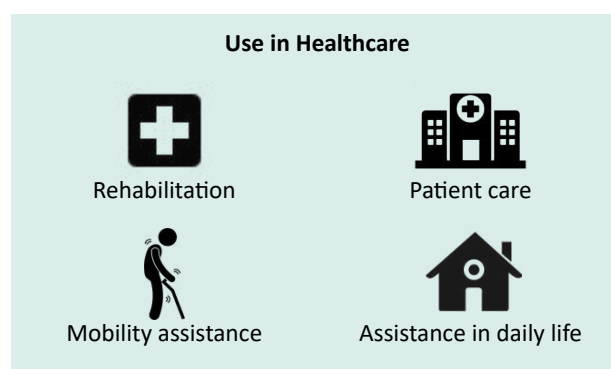 Use in Healthcare
Rehabilitation
Patient care
Mobility assistance
Assistance in daily life